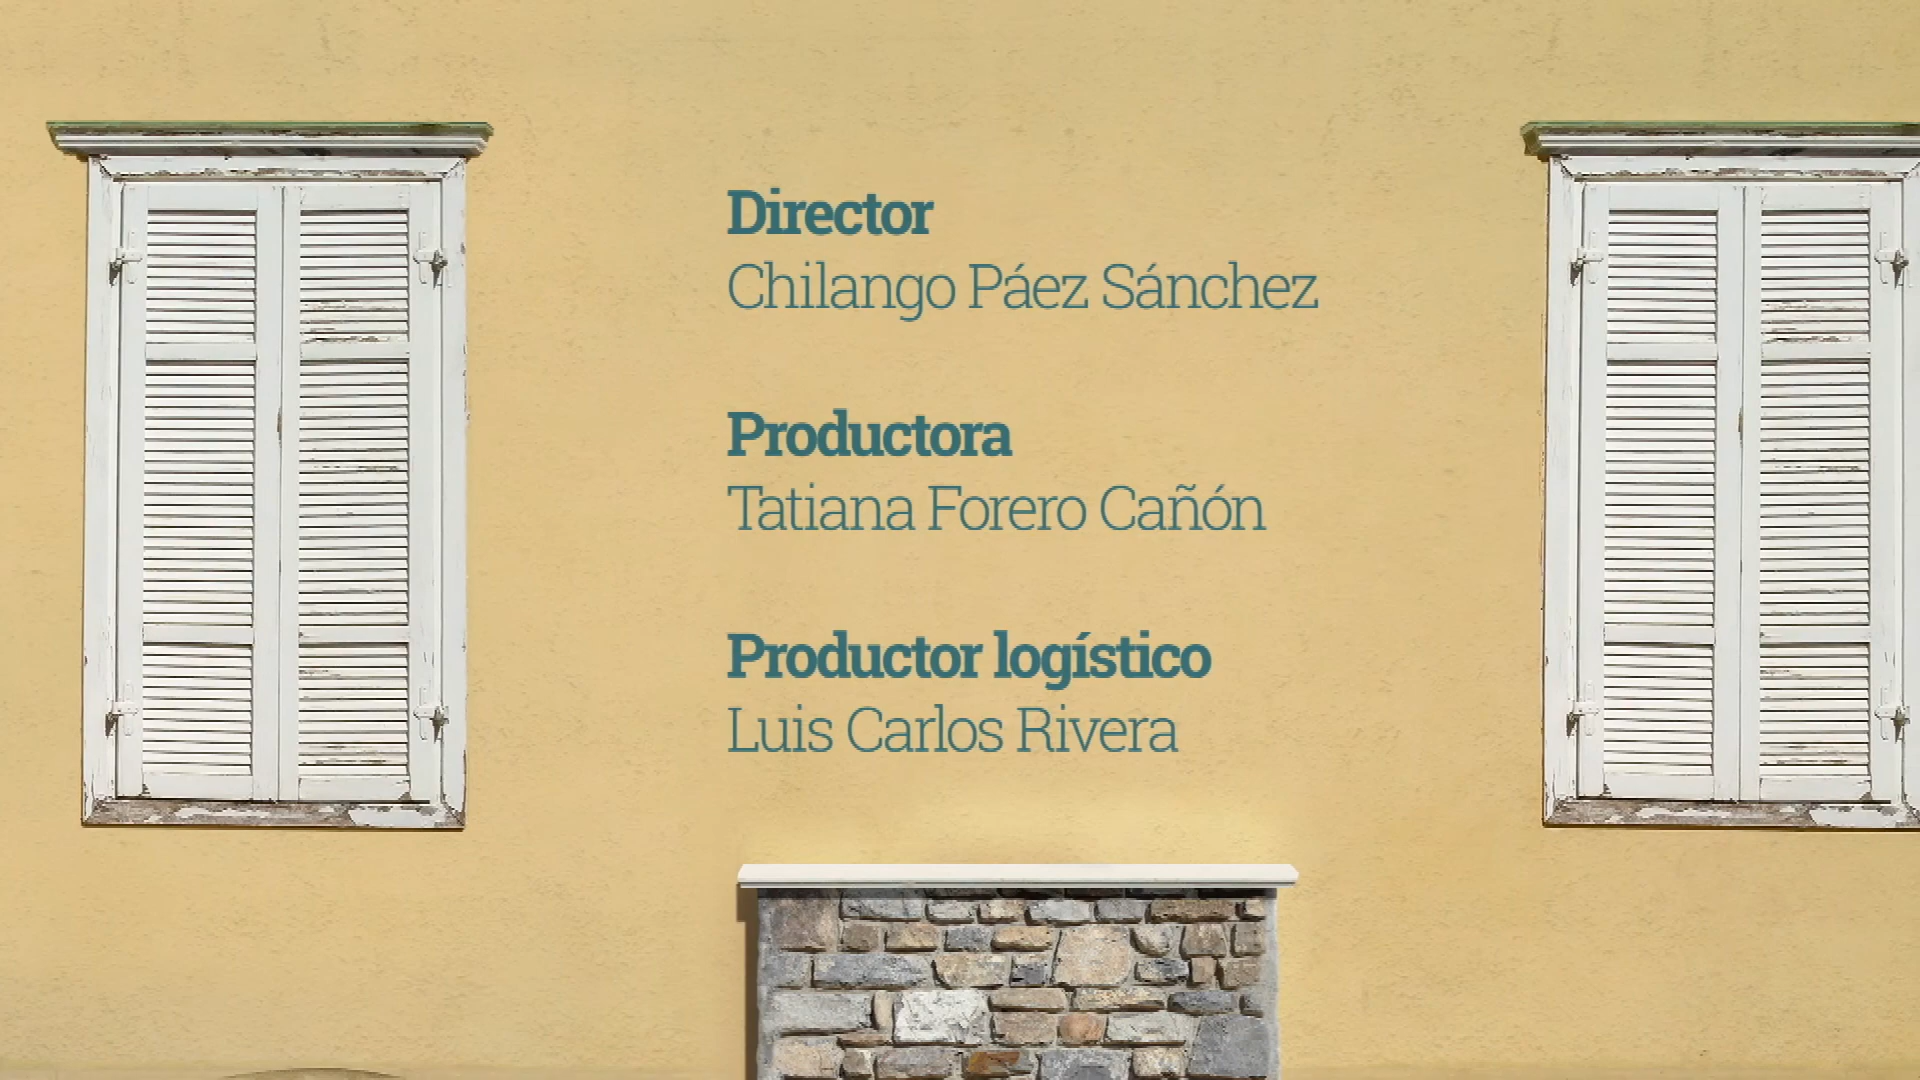 Director
Chilango Páez Sánchez
Productora
Tatiana Forero Cañón
Productor logístico
Luis Carlos Rivera